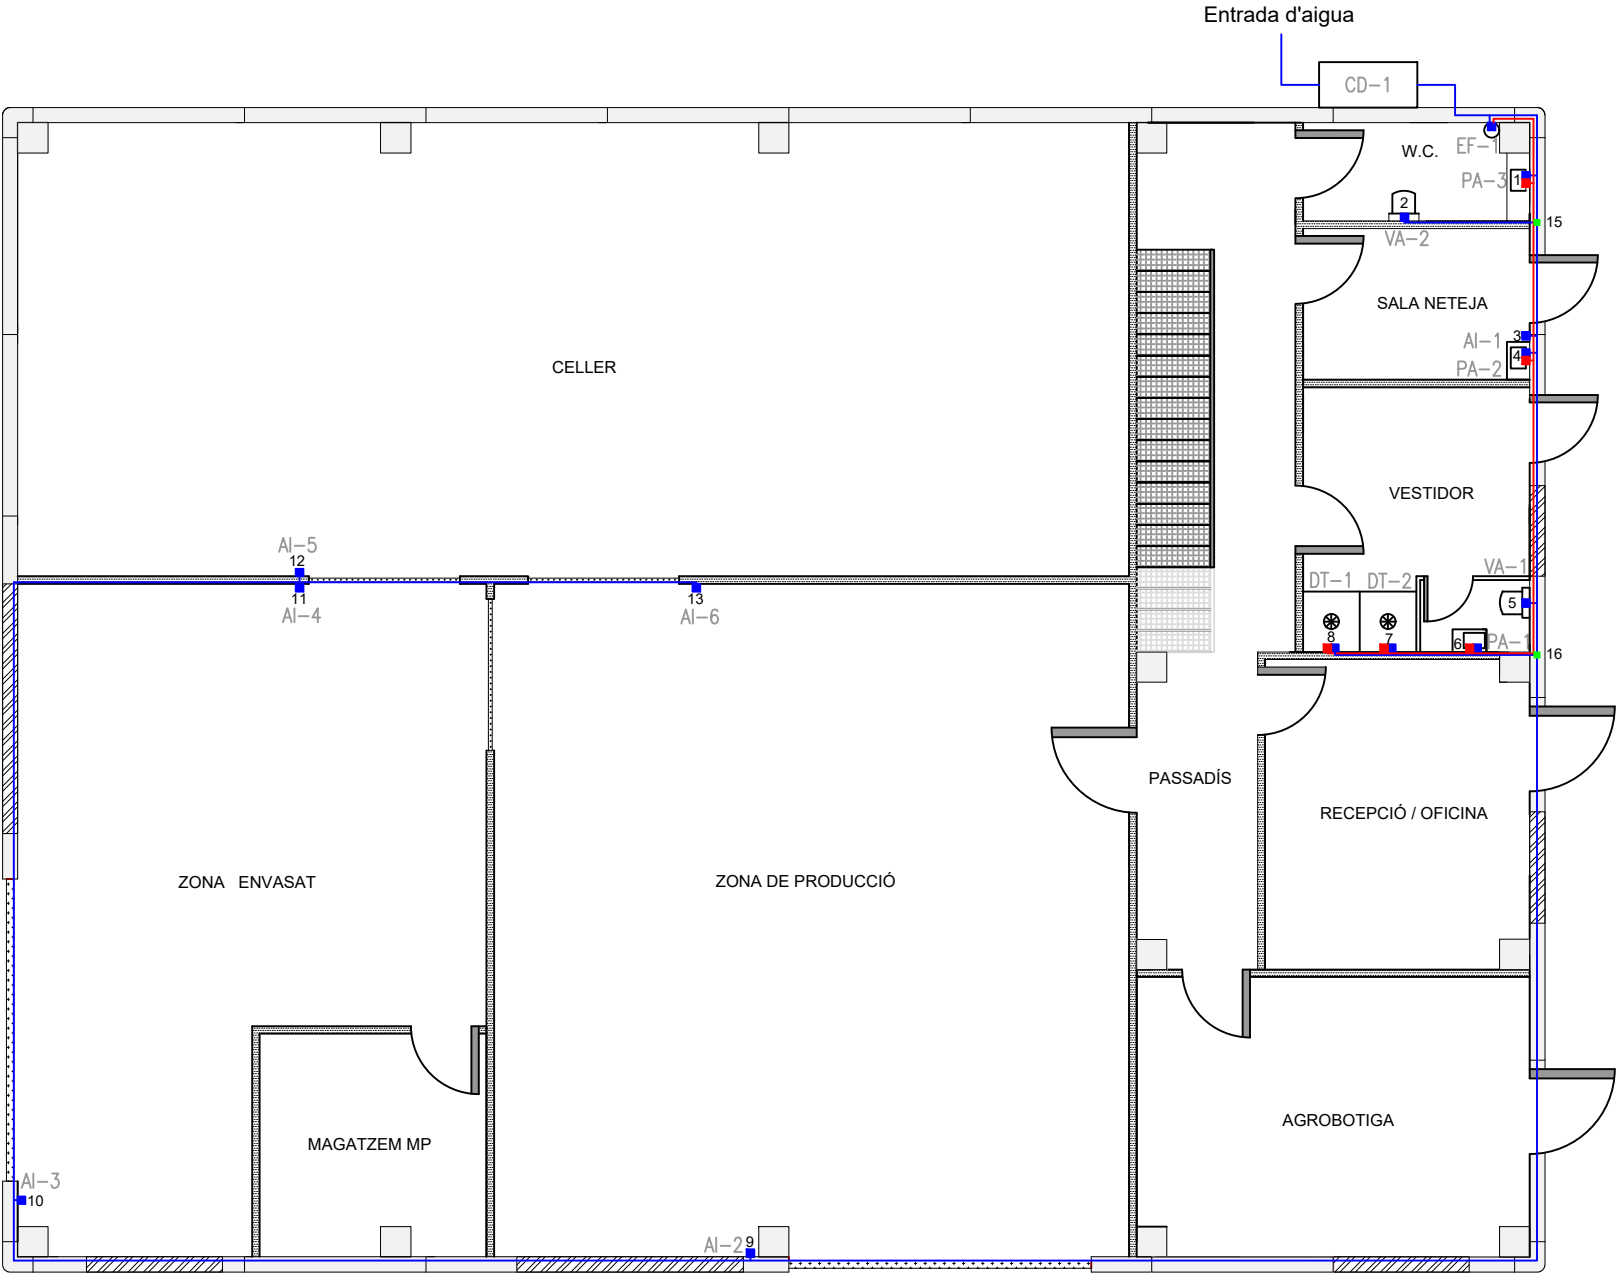 Entrada d'aigua
CD-1
W.C.
EF-1
PA-3
1
2
VA-2
15
SALA NETEJA
3
AI-1
4
PA-2
CELLER
VESTIDOR
AI-5
12
11
AI-4
13
AI-6
VA-1
DT-1
DT-2
5
8
7
6
PA-1
16
PASSADÍS
RECEPCIÓ / OFICINA
ZONA ENVASAT
ZONA DE PRODUCCIÓ
AGROBOTIGA
MAGATZEM MP
AI-3
10
AI-2
9